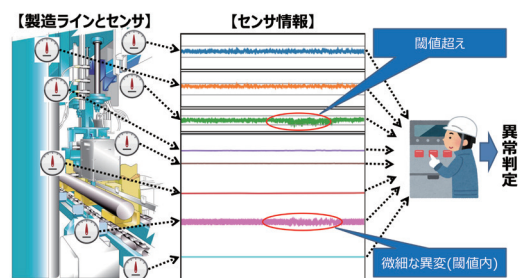 【製造ラインとセンサ】
【センサ情報】
閾値超え
異常判定
微細な異変(閾値内)